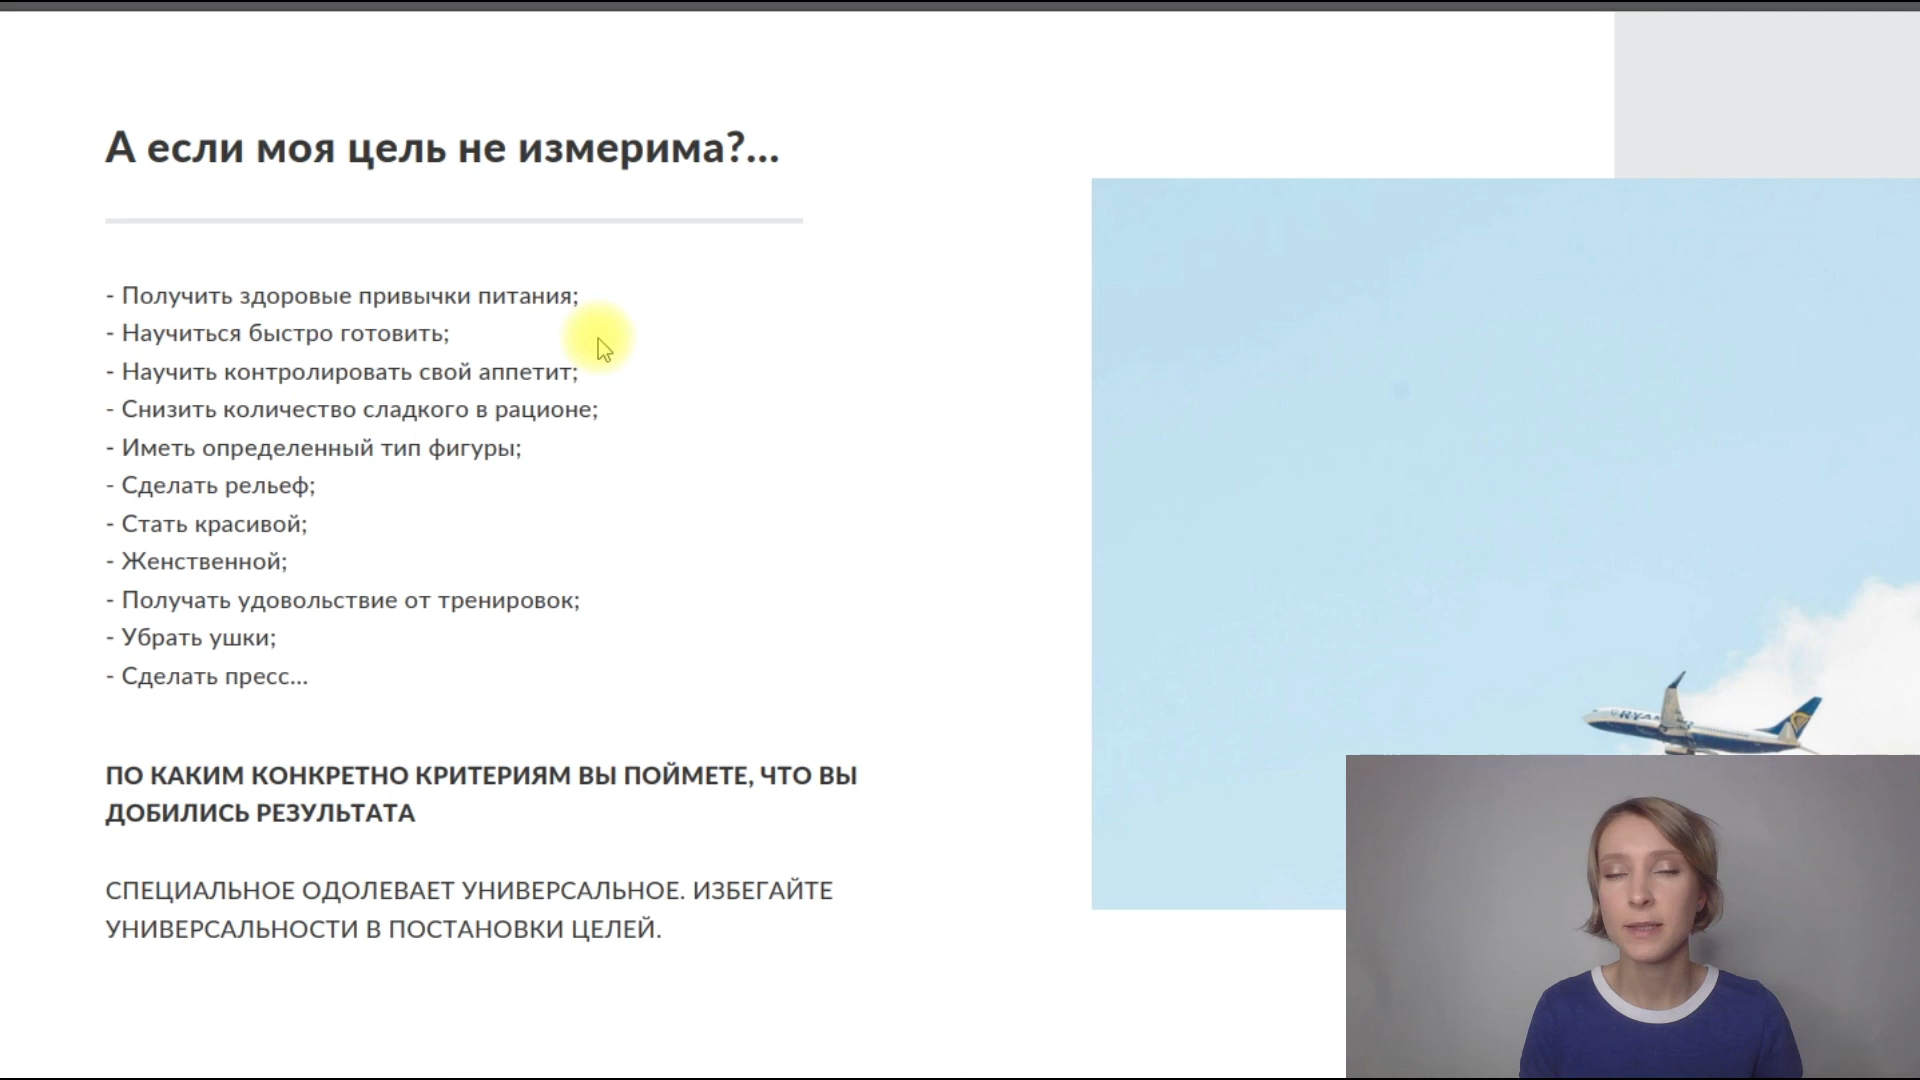 А если моя цель не измерима?...
- Получить здоровые привычки питания;
- Научиться быстро готовить;
- Научить контролировать свой аппетит;
- Снизить количество сладкого в рационе;
- Иметь определенный тип фигуры;
- Сделать рельеф;
- Стать красивой;
- Женственной;
- Получать удовольствие от тренировок;
- Убрать ушки;
- Сделать пресс...
ПО КАКИМ КОНКРЕТНО КРИТЕРИЯМ ВЫ ПОЙМЕТЕ, ЧТО ВЫ
ДОБИЛИСЬ РЕЗУЛЬТАТА
СПЕЦИАЛЬНОЕ ОДОЛЕВАЕТ УНИВЕРСАЛЬНОЕ. ИЗБЕГАЙТЕ
УНИВЕРСАЛЬНОСТИ В ПОСТАНОВКИ ЦЕЛЕЙ.